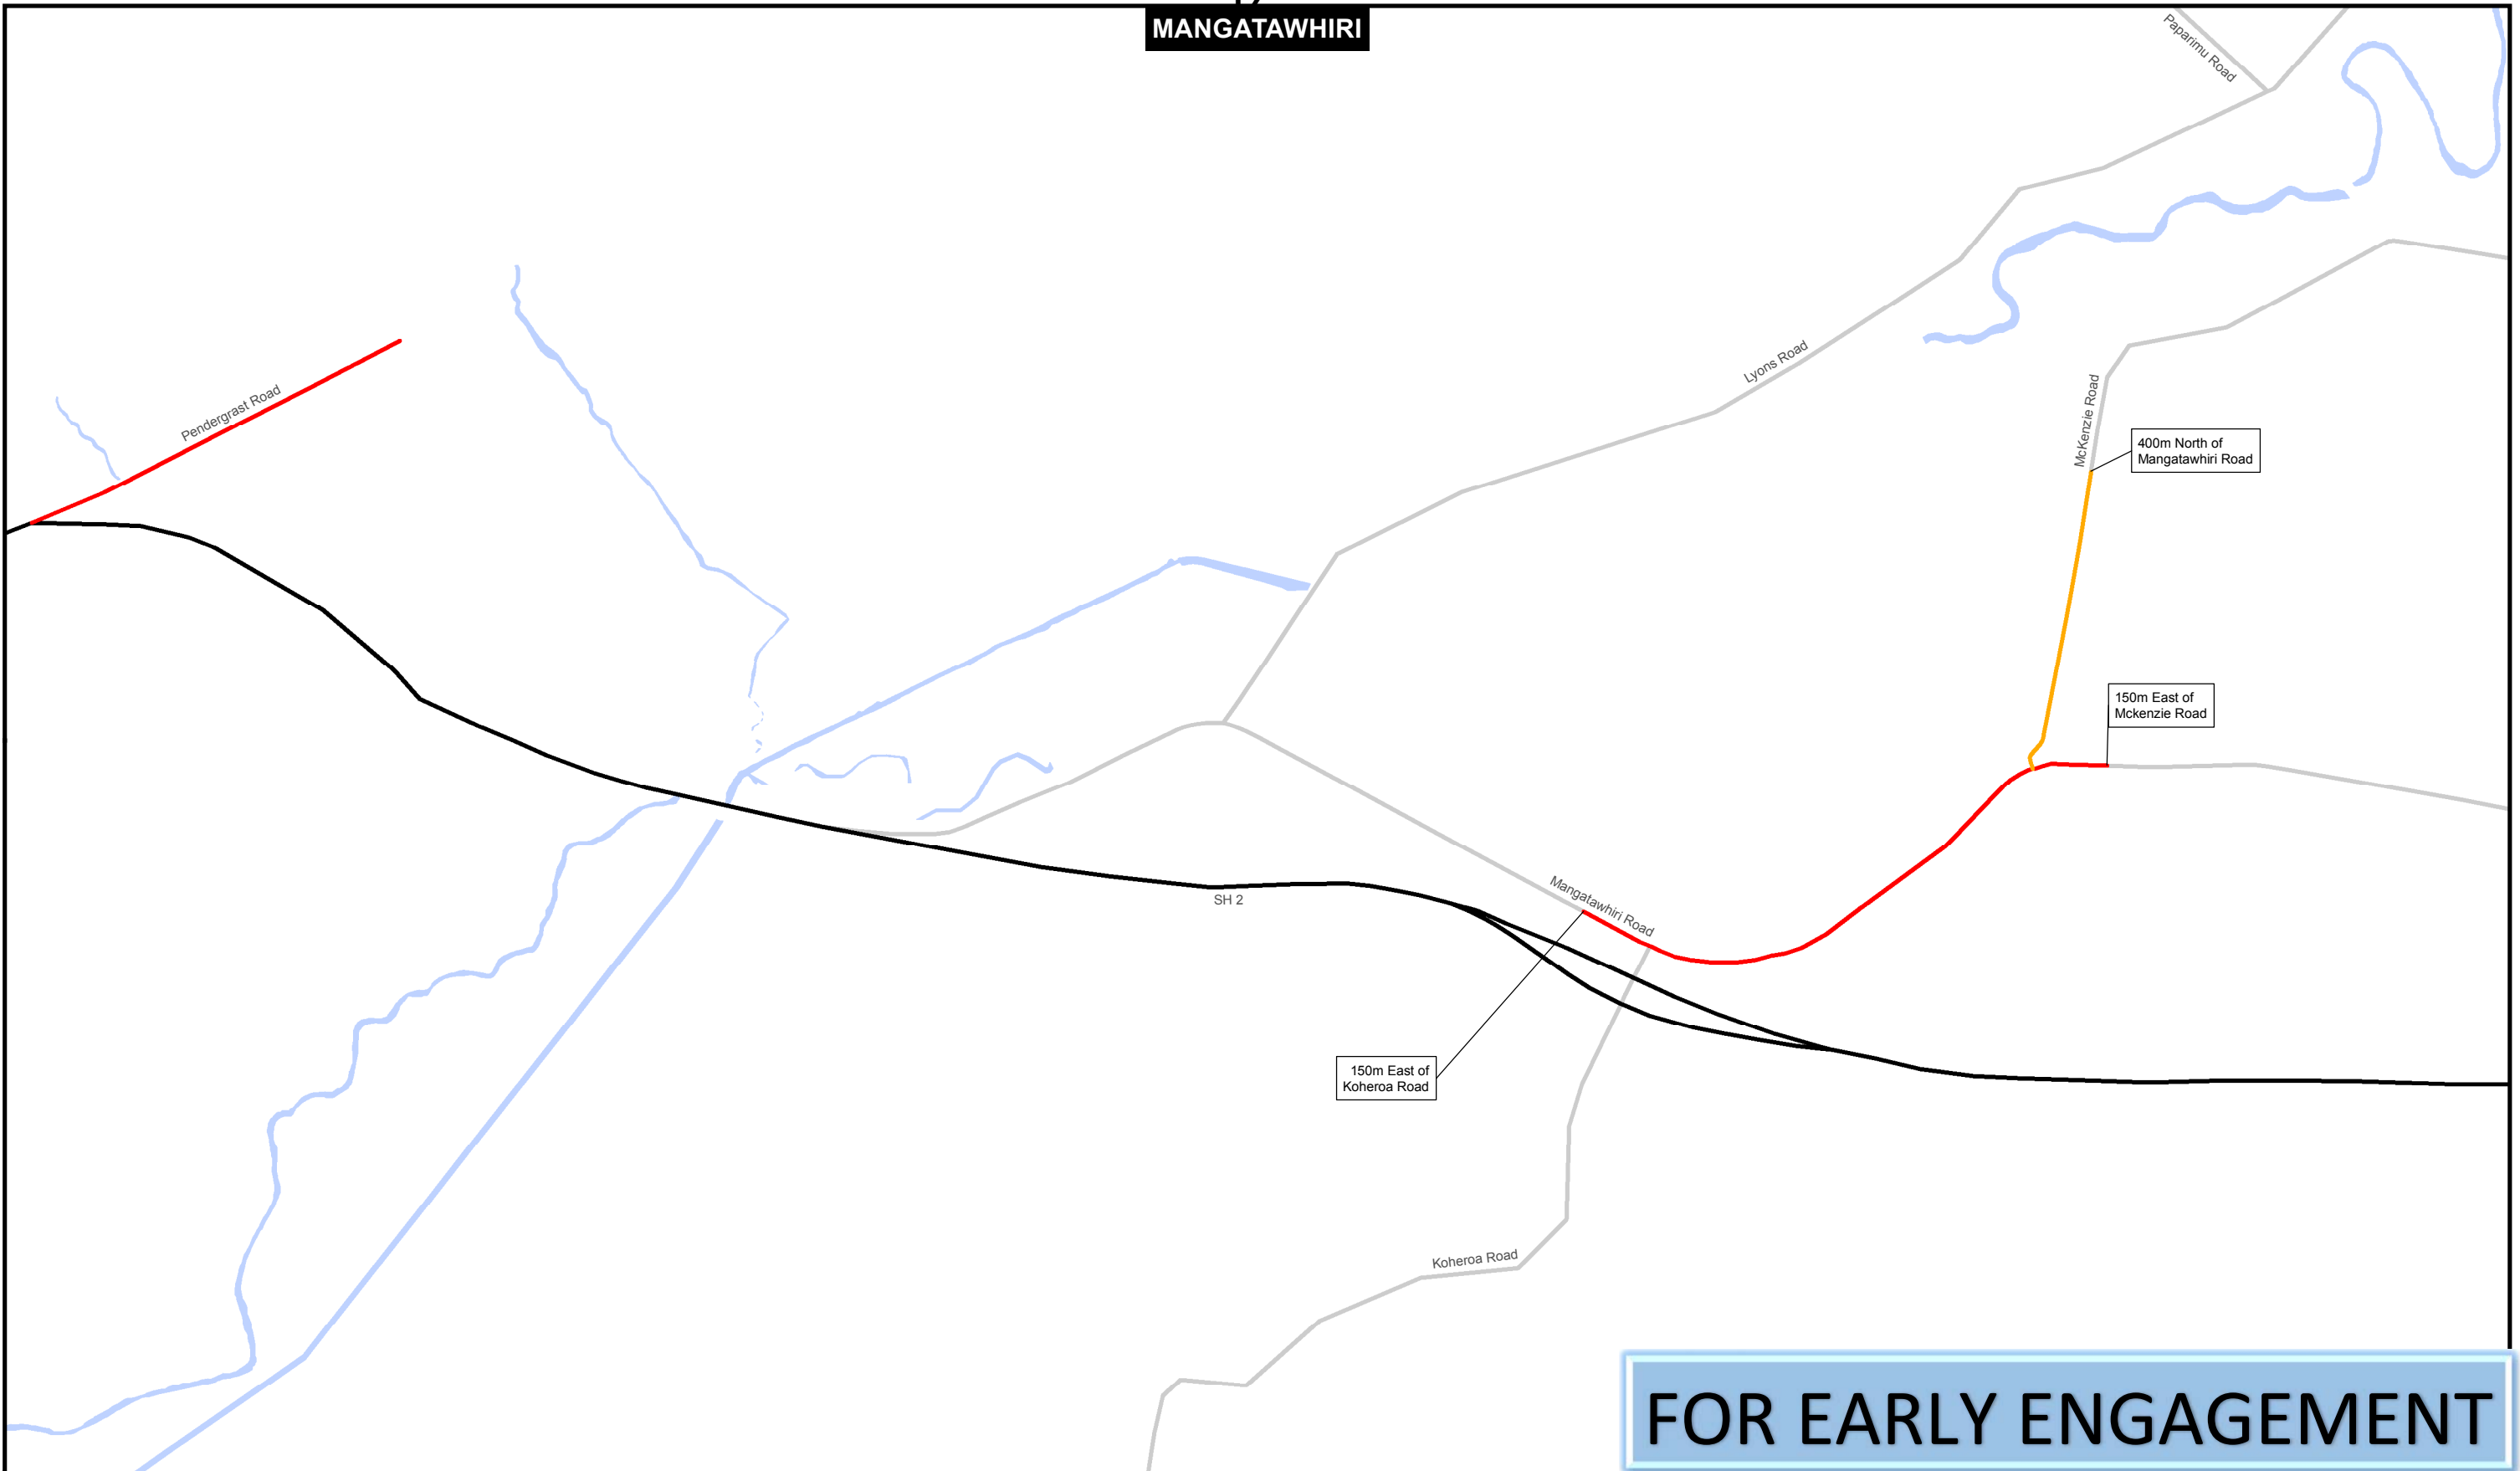 MANGATAWHIRI
Paparimu Road
Lyons Road
Pendergrast Road
McKenzie Road
400m North of
Mangatawhiri Road
150m East of
Mckenzie Road
Mangatawhiri Road
SH 2
150m East of
Koheroa Road
Koheroa Road
FOR EARLY ENGAGEMENT